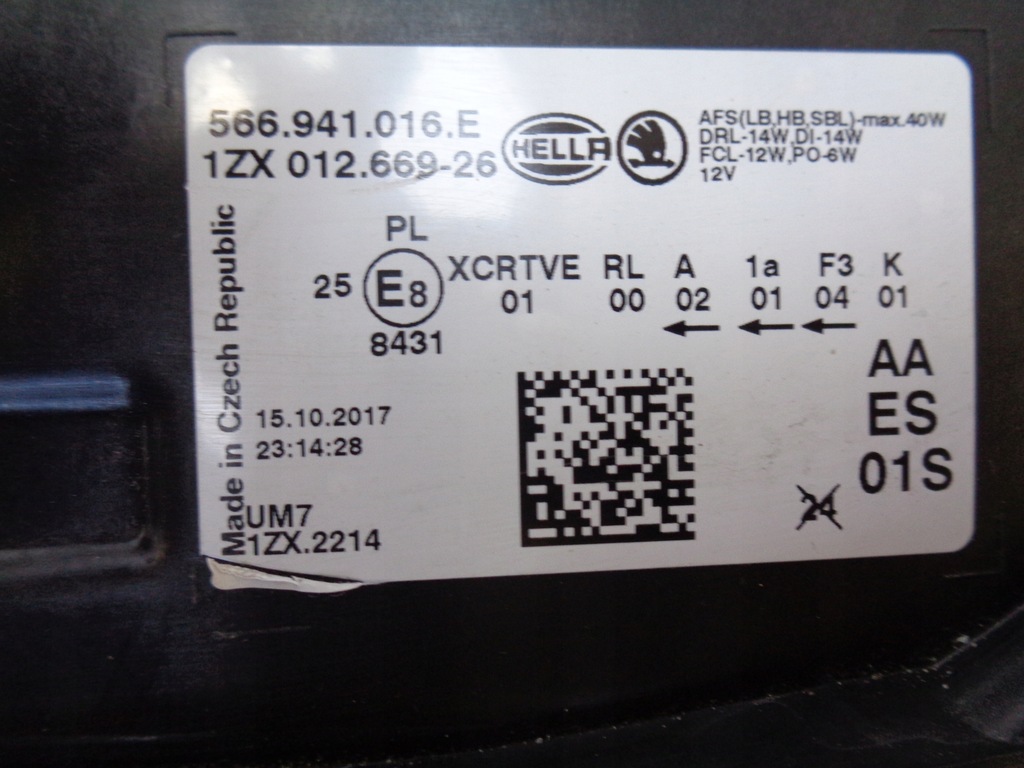 566.941.016.E
1ZX 012.669-26
HELLA
AFS(LB,HB,SBL)-max.40W
DRL-14W,DI-14W
FCL-12W,PO-6W
12V
Made in Czech Republic
PL
25 E8 XCRTVE RL A 1a F3 K
01 00 02 01 04 01
8431
AA
ES
01S
15.10.2017
23:14:28
24
UM7
1ZX.2214